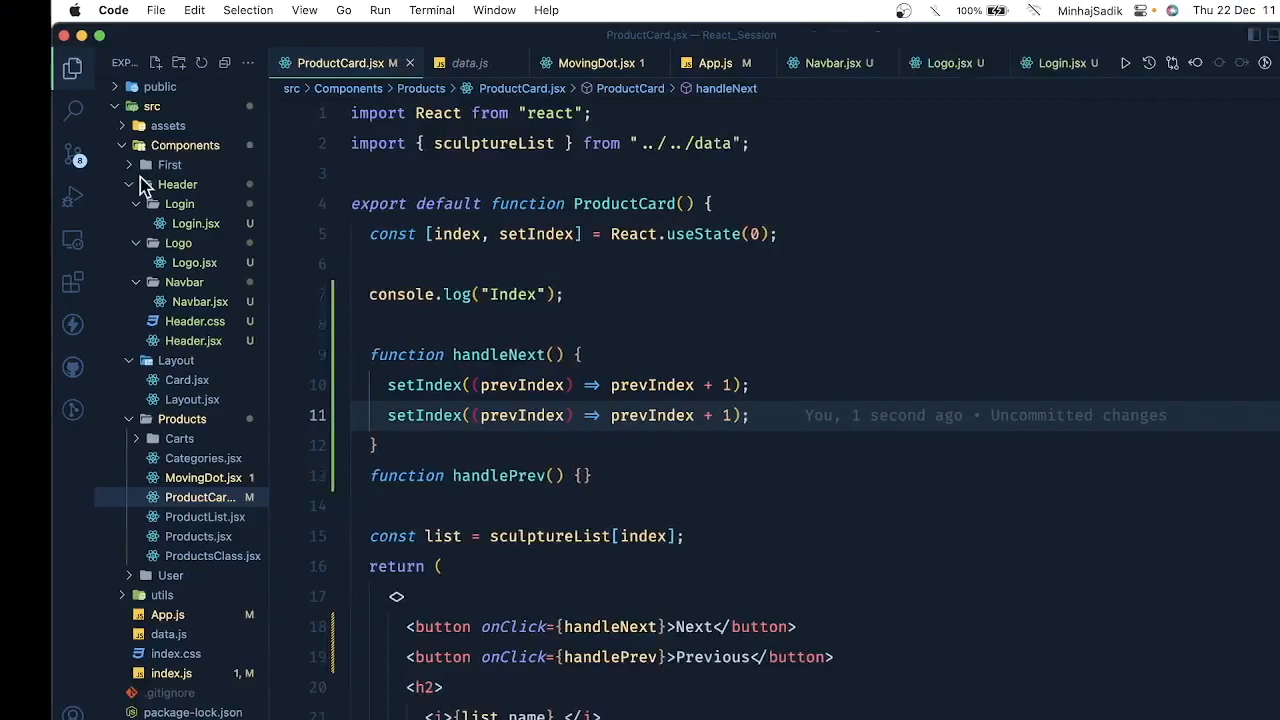 Code File Edit Selection View Go Run Terminal Window Help 100% MinhajSadik Thu 22 Dec 11
ProductCard.jsx — React_Session
EXP... ProductCard.jsx M data.js MovingDot.jsx 1 App.js M Navbar.jsx U Logo.jsx U Login.jsx U
src > Components > Products > ProductCard.jsx > ProductCard > handleNext
public
src
assets
Components
First
Header
Login
Login.jsx U
Logo
Logo.jsx U
Navbar
Navbar.jsx U
Header.css U
Header.jsx U
Layout
Card.jsx
Layout.jsx
Products
Carts
Categories.jsx
MovingDot.jsx 1
ProductCar... M
ProductList.jsx
Products.jsx
ProductsClass.jsx
User
utils
App.js M
data.js
index.css
index.js 1, M
.gitignore
package-lock.json
8
1 import React from "react";
2 import { sculptureList } from "../../data";
3
4 export default function ProductCard() {
5 const [index, setIndex] = React.useState(0);
6
7 console.log("Index");
8
9 function handleNext() {
10 setIndex((prevIndex) => prevIndex + 1);
11 setIndex((prevIndex) => prevIndex + 1); You, 1 second ago • Uncommitted changes
12 }
13 function handlePrev() {}
14
15 const list = sculptureList[index];
16 return (
17 <>
18 <button onClick={handleNext}>Next</button>
19 <button onClick={handlePrev}>Previous</button>
20 <h2>
21 <i>{list.name} </i>